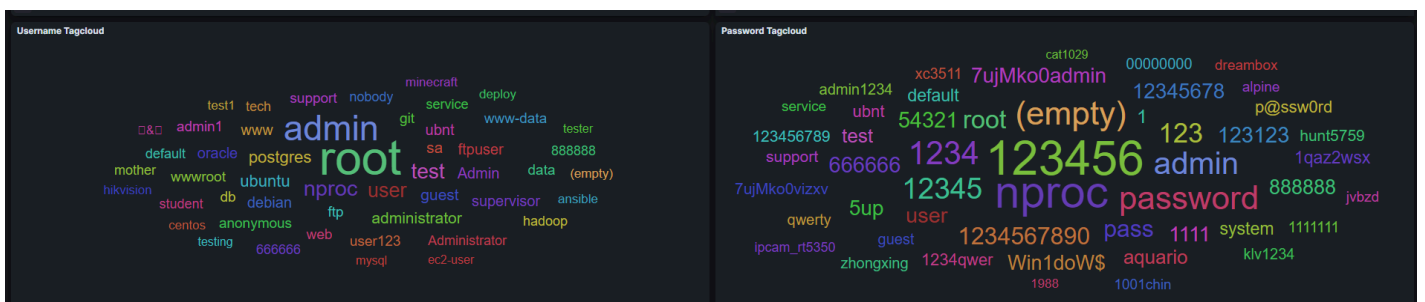 Username Tagcloud
minecraft
support nobody service deploy
test1 tech
admin git www-data
admin1 www ubnt tester
root sa ftpuser 888888
default oracle postgres
test Admin data (empty)
mother wwwroot ubuntu nproc user
hikvision db debian guest supervisor ansible
student
ftp administrator hadoop
centos anonymous
web
testing 666666 user123 Administrator
mysql ec2-user
Password Tagcloud
cat1029
xc3511 7ujMko0admin 00000000 dreambox
admin1234 default 12345678 alpine
service ubnt (empty) 1 p@ssw0rd
54321 root
123456789 test 123 123123 hunt5759
support 666666 1234 123456 admin 1qaz2wsx
7ujMko0vizxv 12345 nproc password 888888 jvbzd
qwerty 5up user
guest 1234567890 pass 1111 system 1111111
ipcam_rt5350
zhongxing 1234qwer Win1doW$ aquario klv1234
1988 1001chin